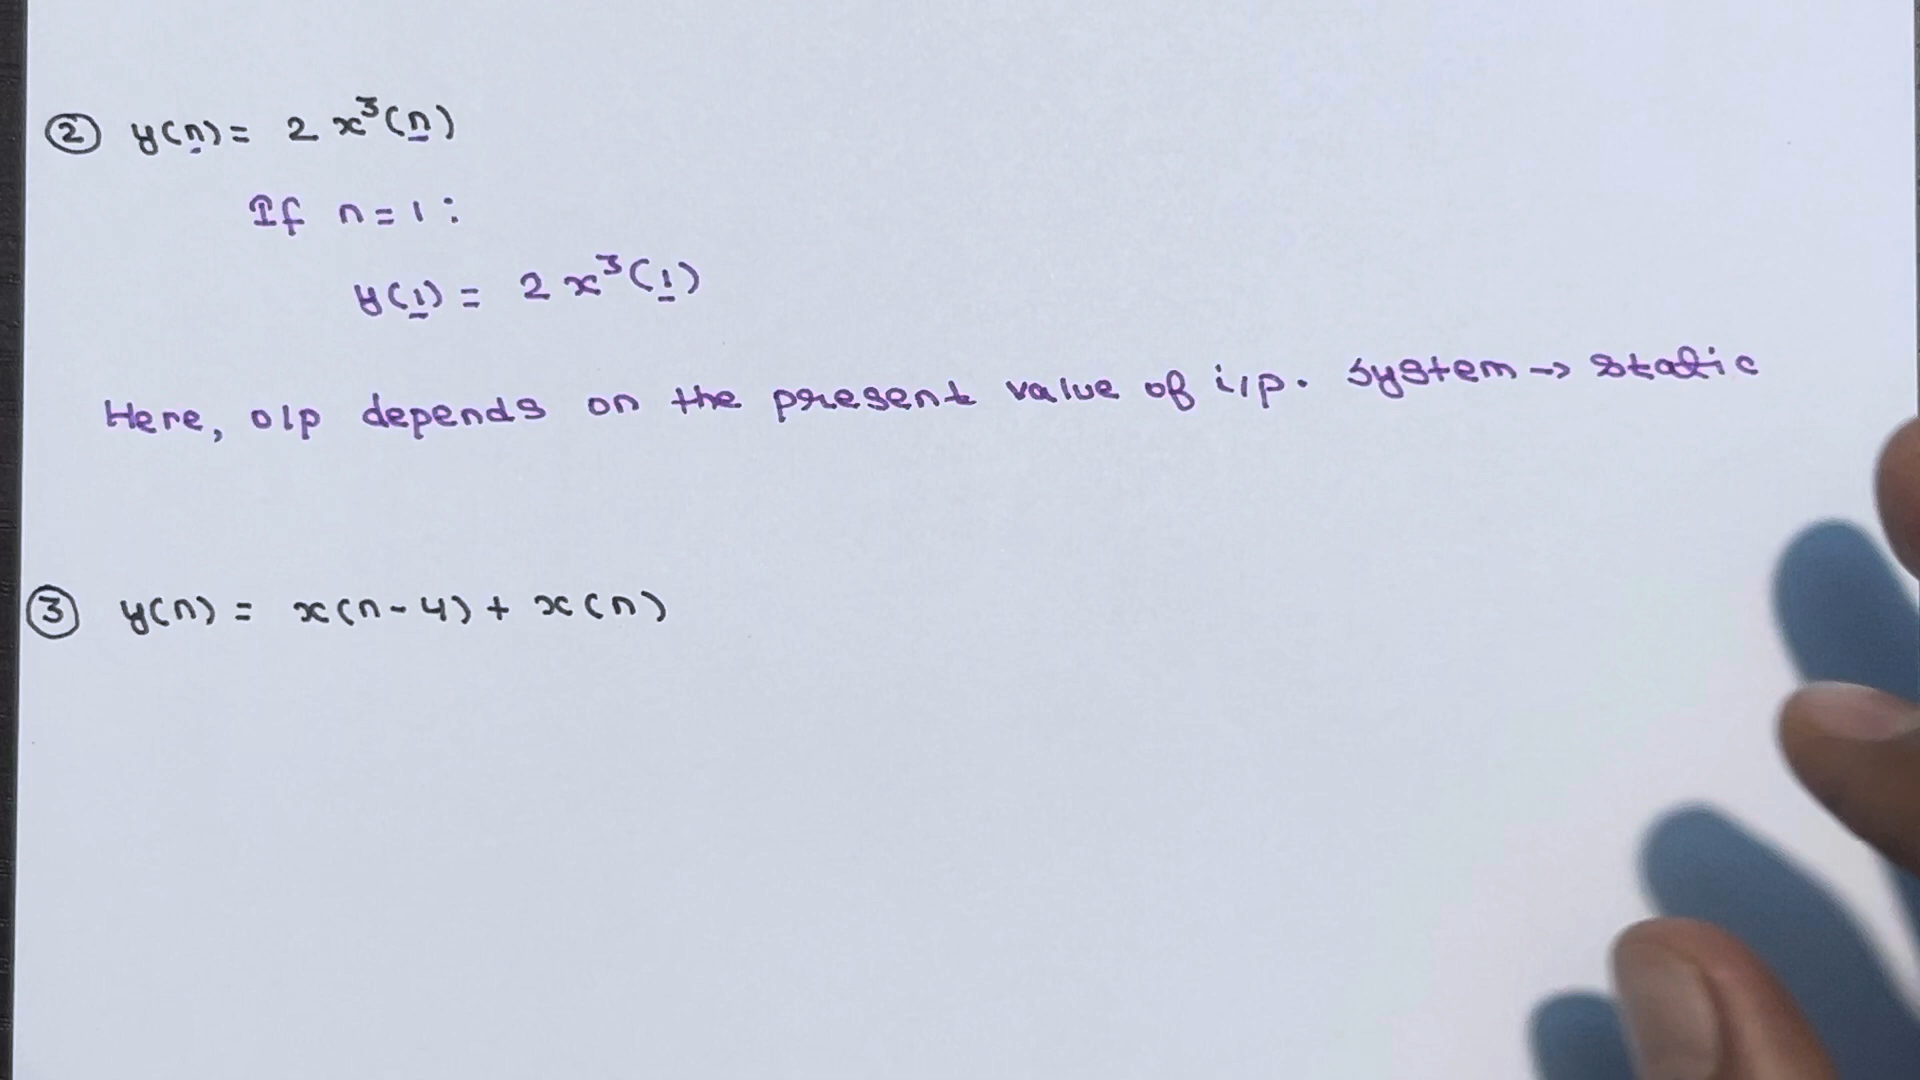 ② y(n) = 2 x³(n)
If n = 1 :
y(1) = 2 x³(1)
Here, o/p depends on the present value of i/p. system → static
③ y(n) = x(n-4) + x(n)